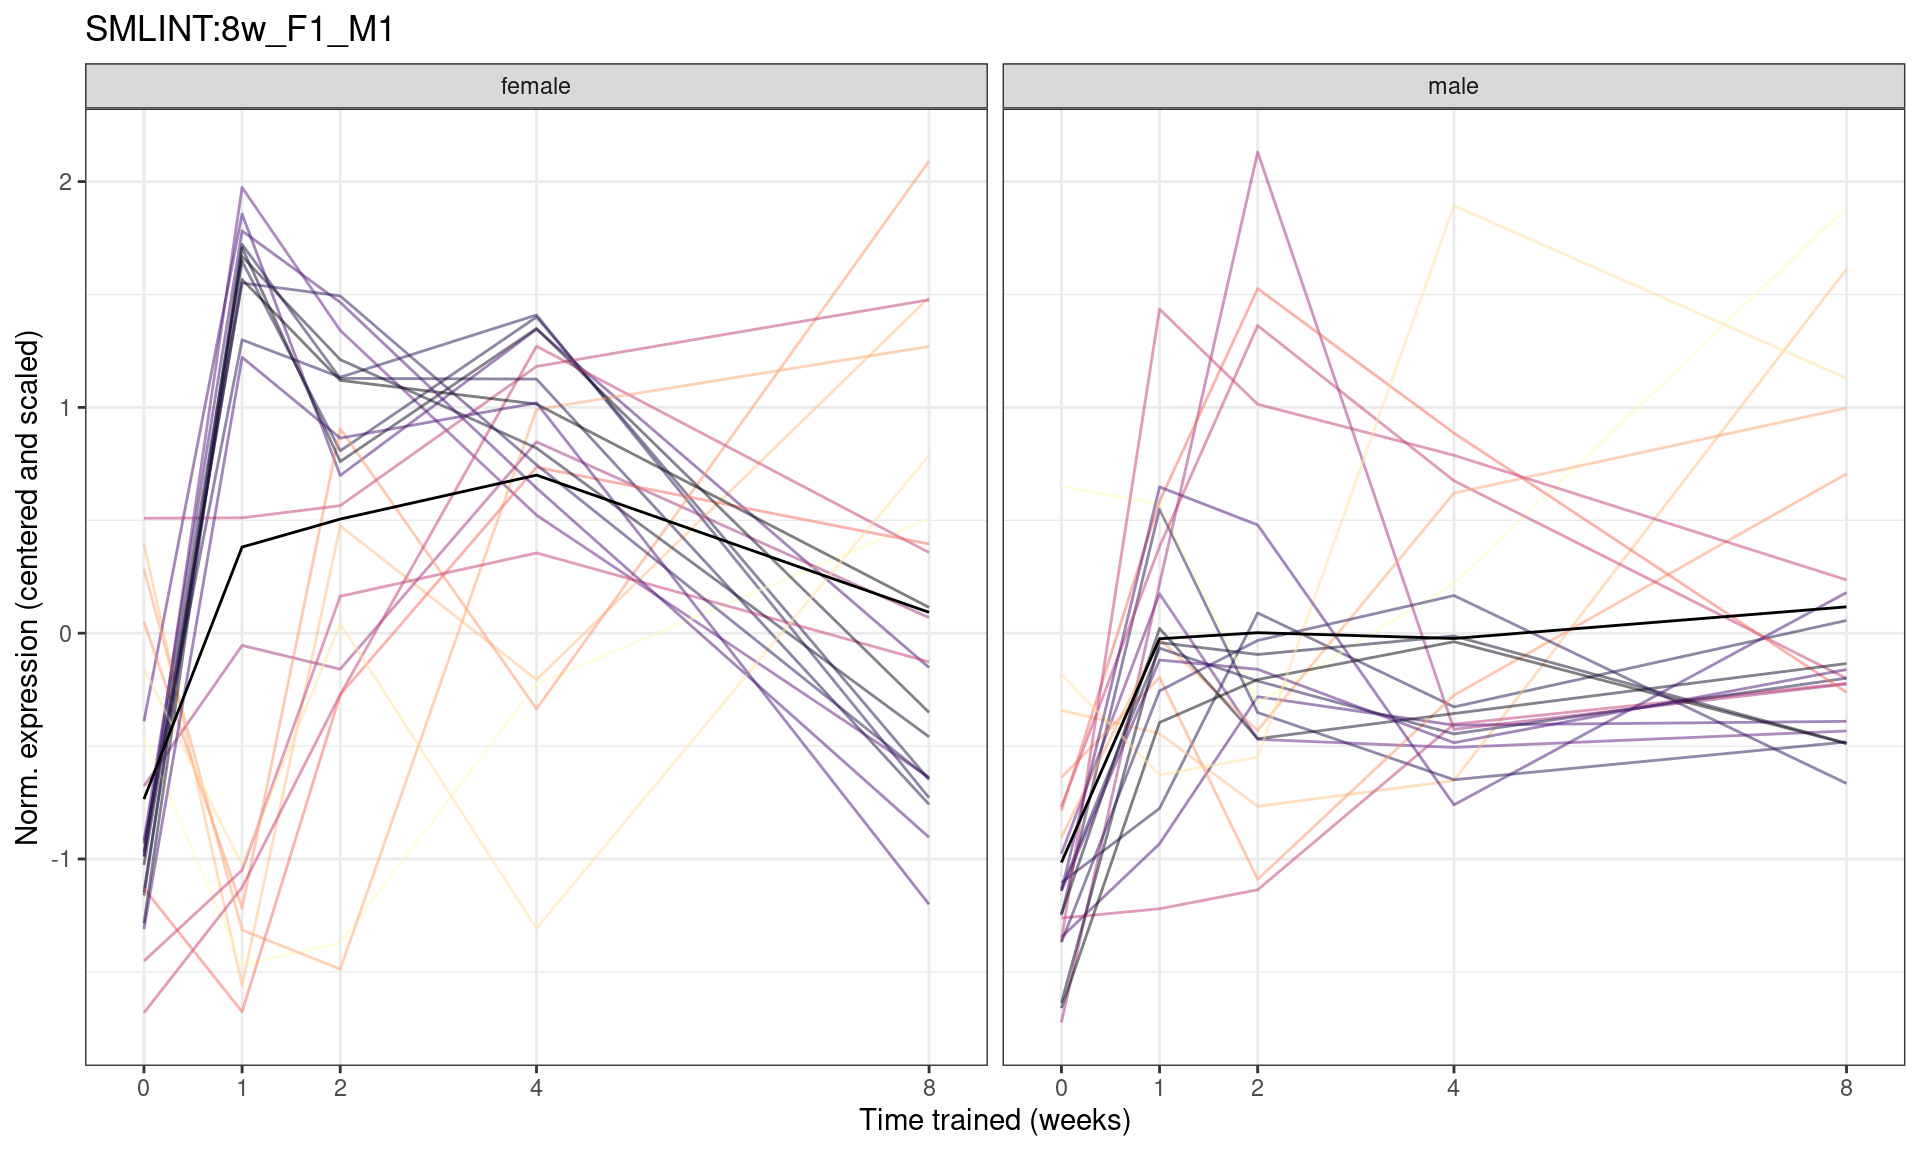 SMLINT:8w_F1_M1
female
male
Norm. expression (centered and scaled)
2
1
0
-1
0 1 2 4 8
0 1 2 4 8
Time trained (weeks)